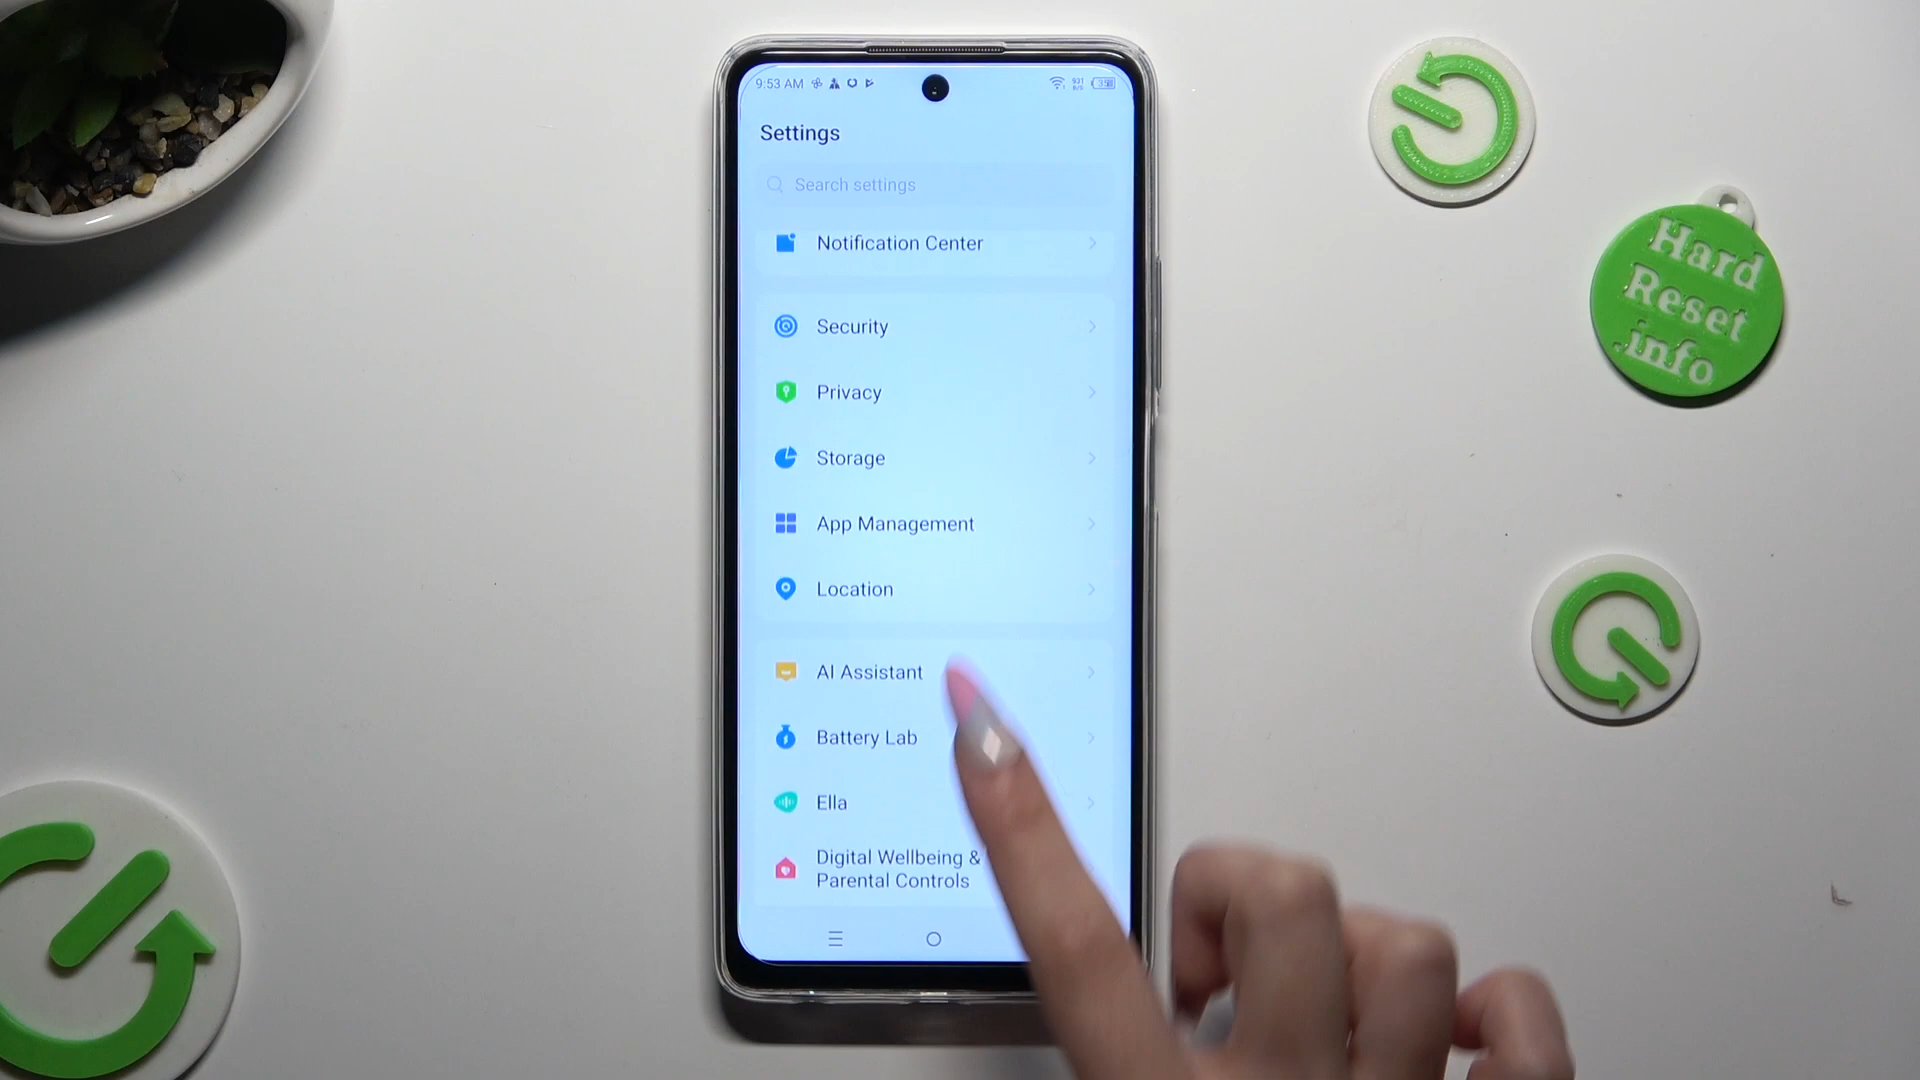 9:53 AM
Settings
Search settings
Notification Center
Security
Privacy
Storage
App Management
Location
AI Assistant
Battery Lab
Ella
Digital Wellbeing &
Parental Controls
Hard
Reset
.info